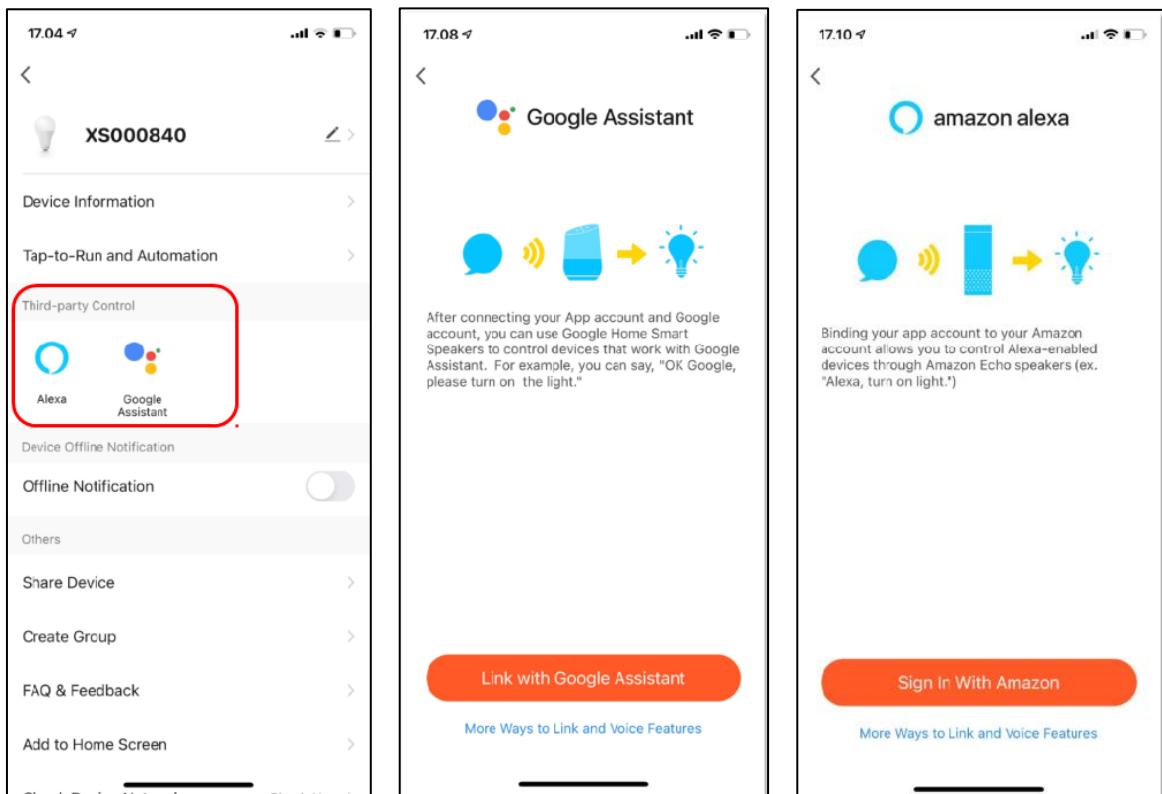 17.04
XS000840
Device Information
Tap-to-Run and Automation
Third-party Control
Alexa
Google
Assistant
Device Offline Notification
Offline Notification
Others
Share Device
Create Group
FAQ & Feedback
Add to Home Screen
17.08
Google Assistant
After connecting your App account and Google
account, you can use Google Home Smart
Speakers to control devices that work with Google
Assistant. For example, you can say, "OK Google,
please turn on the light."
Link with Google Assistant
More Ways to Link and Voice Features
17.10
amazon alexa
Binding your app account to your Amazon
account allows you to control Alexa-enabled
devices through Amazon Echo speakers (ex.
"Alexa, turn on light.")
Sign In With Amazon
More Ways to Link and Voice Features